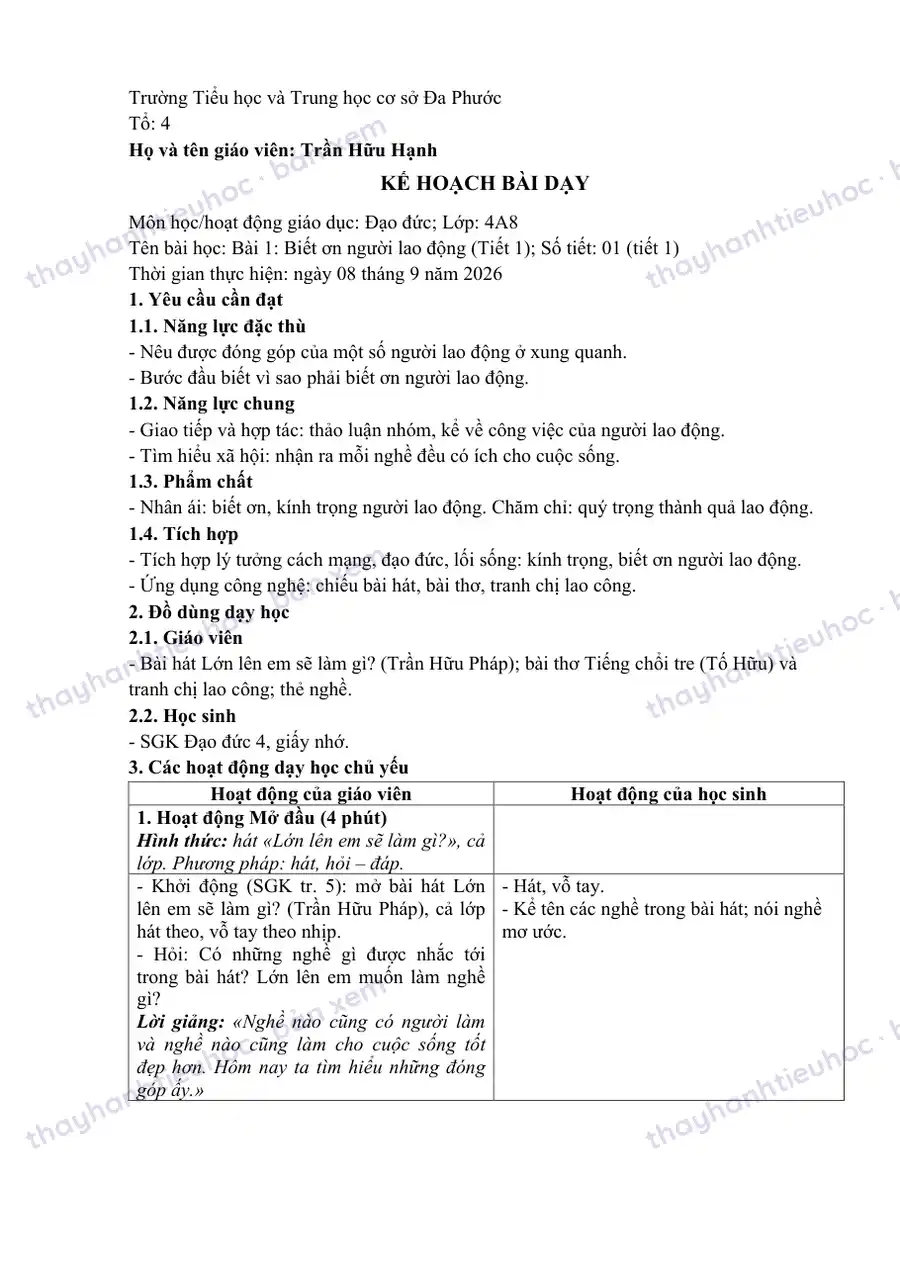 Trường Tiểu học và Trung học cơ sở Đa Phước
Tổ: 4
Họ và tên giáo viên: Trần Hữu Hạnh
KẾ HOẠCH BÀI DẠY
Môn học/hoạt động giáo dục: Đạo đức; Lớp: 4A8
Tên bài học: Bài 1: Biết ơn người lao động (Tiết 1); Số tiết: 01 (tiết 1)
Thời gian thực hiện: ngày 08 tháng 9 năm 2026
1. Yêu cầu cần đạt
1.1. Năng lực đặc thù
- Nêu được đóng góp của một số người lao động ở xung quanh.
- Bước đầu biết vì sao phải biết ơn người lao động.
1.2. Năng lực chung
- Giao tiếp và hợp tác: thảo luận nhóm, kể về công việc của người lao động.
- Tìm hiểu xã hội: nhận ra mỗi nghề đều có ích cho cuộc sống.
1.3. Phẩm chất
- Nhân ái: biết ơn, kính trọng người lao động. Chăm chỉ: quý trọng thành quả lao động.
1.4. Tích hợp
- Tích hợp lý tưởng cách mạng, đạo đức, lối sống: kính trọng, biết ơn người lao động.
- Ứng dụng công nghệ: chiếu bài hát, bài thơ, tranh chị lao công.
2. Đồ dùng dạy học
2.1. Giáo viên
- Bài hát Lớn lên em sẽ làm gì? (Trần Hữu Pháp); bài thơ Tiếng chổi tre (Tố Hữu) và
tranh chị lao công; thẻ nghề.
2.2. Học sinh
- SGK Đạo đức 4, giấy nhớ.
3. Các hoạt động dạy học chủ yếu
Hoạt động của giáo viên
Hoạt động của học sinh
1. Hoạt động Mở đầu (4 phút)
Hình thức: hát «Lớn lên em sẽ làm gì?», cả
lớp. Phương pháp: hát, hỏi – đáp.
- Khởi động (SGK tr. 5): mở bài hát Lớn
lên em sẽ làm gì? (Trần Hữu Pháp), cả lớp
hát theo, vỗ tay theo nhịp.
- Hỏi: Có những nghề gì được nhắc tới
trong bài hát? Lớn lên em muốn làm nghề
gì?
Lời giảng: «Nghề nào cũng có người làm
và nghề nào cũng làm cho cuộc sống tốt
đẹp hơn. Hôm nay ta tìm hiểu những đóng
góp ấy.»
- Hát, vỗ tay.
- Kể tên các nghề trong bài hát; nói nghề
mơ ước.
thayhanhtieuhoc · bản xem
thayhanhtieuhoc · b
thayhanhtieuhoc · bản xem
thayhanhtieuhoc · b
thayhanhtieuhoc · bản xem
thayhanhtieuhoc · b